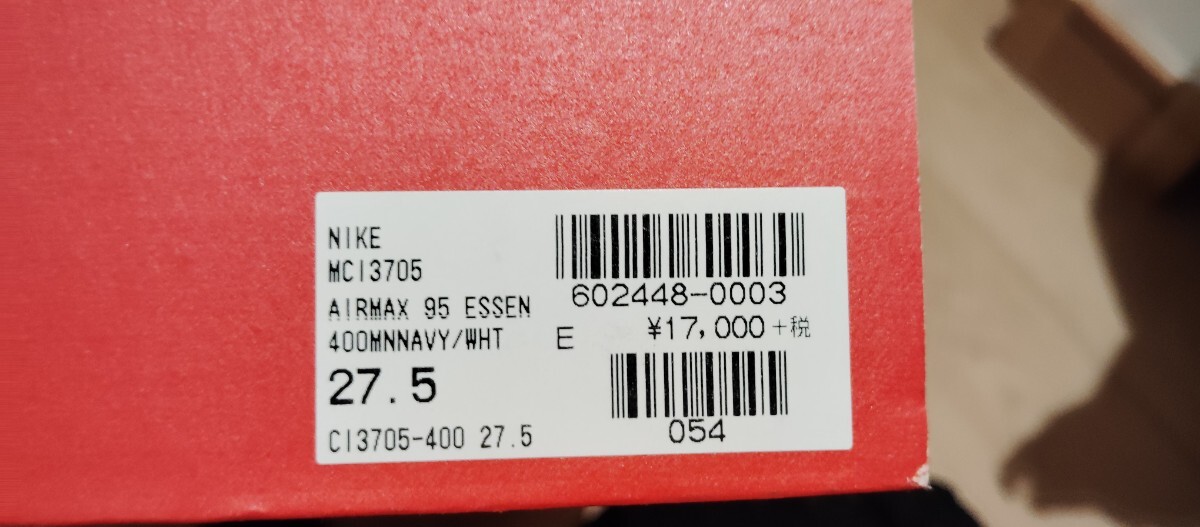 NIKE
MCI3705
AIRMAX 95 ESSEN
400MNNAVY/WHT
27.5
CI3705-400 27.5
602448-0003
E ¥17,000+税
054